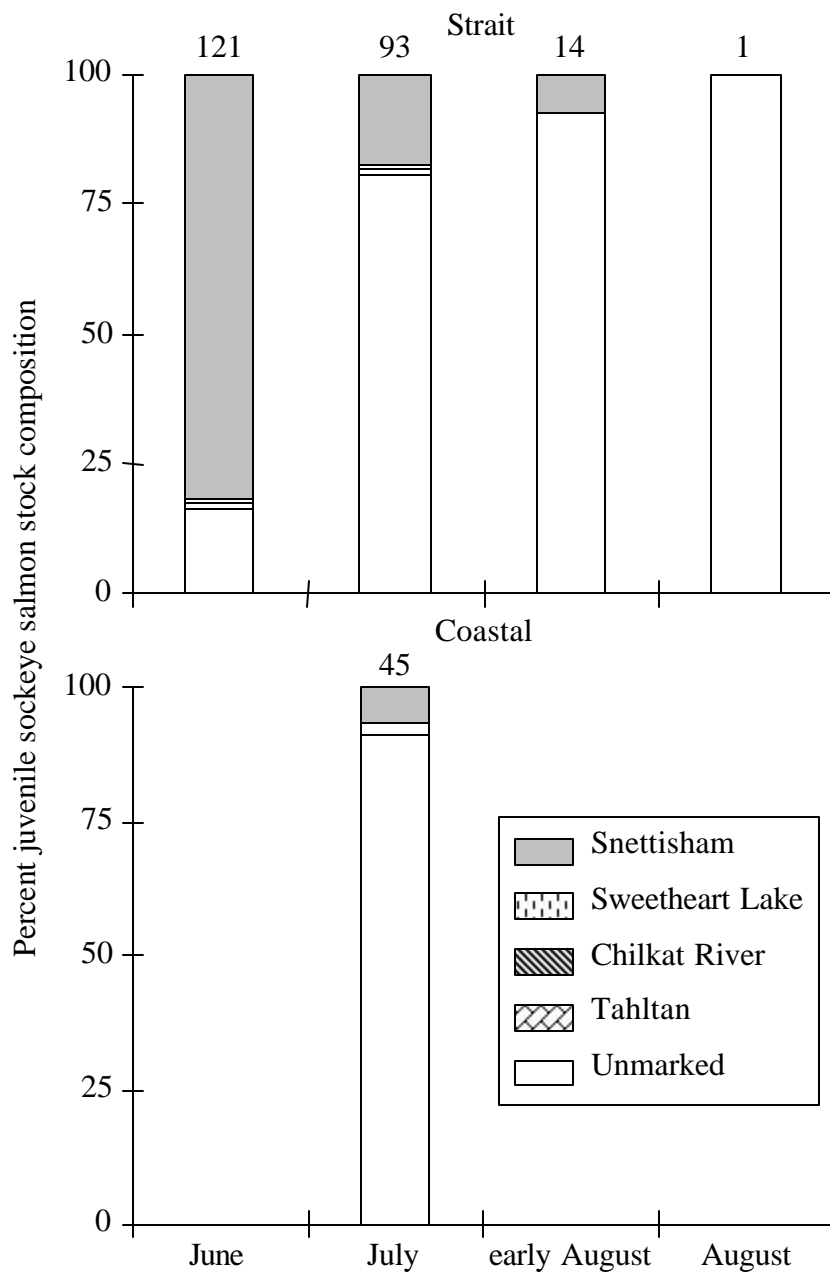 Strait
121 93 14 1
100
75
50
25
0
Percent juvenile sockeye salmon stock composition
Coastal
45
100
75
50
25
0
Snettisham
Sweetheart Lake
Chilkat River
Tahltan
Unmarked
June July early August August